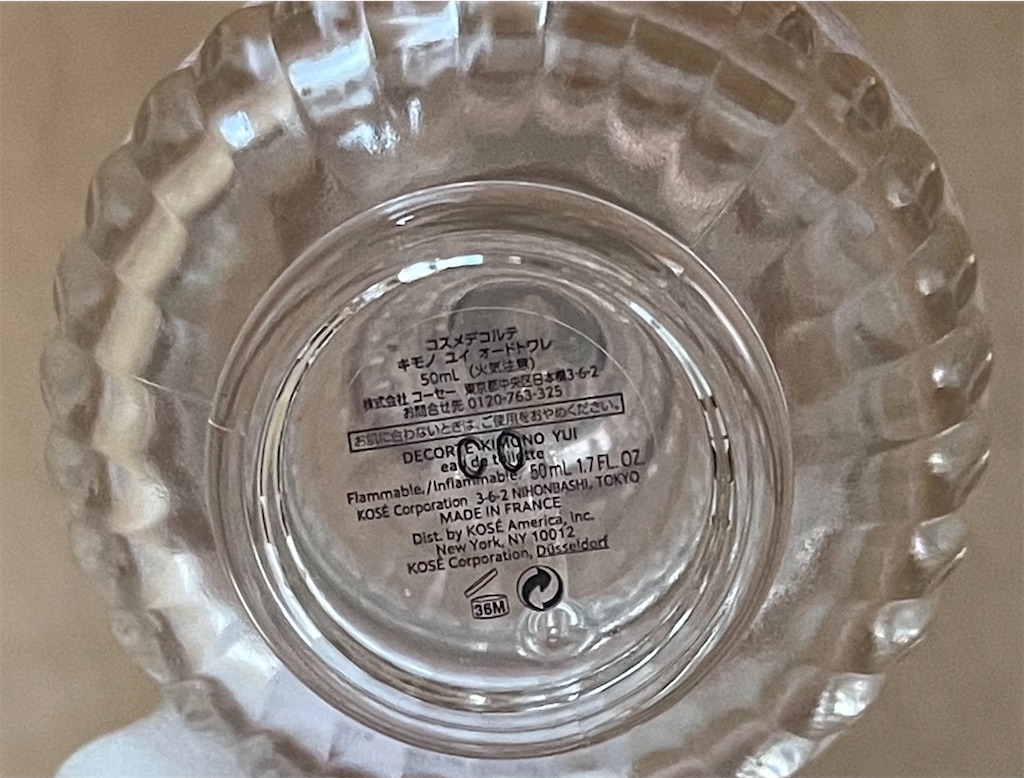 コスメデコルテ
キモノ ユイ オードトワレ
50mL (火気注意)
株式会社 コーセー 東京都中央区日本橋3-6-2
お問合せ先 0120-763-325
お肌に合わないときは、ご使用をおやめください。
DECORTÉ KIMONO YUI
eau de toilette
Flammable./Inflammable. 50mL 1.7 FL. OZ.
KOSÉ Corporation 3-6-2 NIHONBASHI, TOKYO
MADE IN FRANCE
Dist. by KOSÉ America, Inc.
New York, NY 10012
KOSÉ Corporation, Düsseldorf
36M